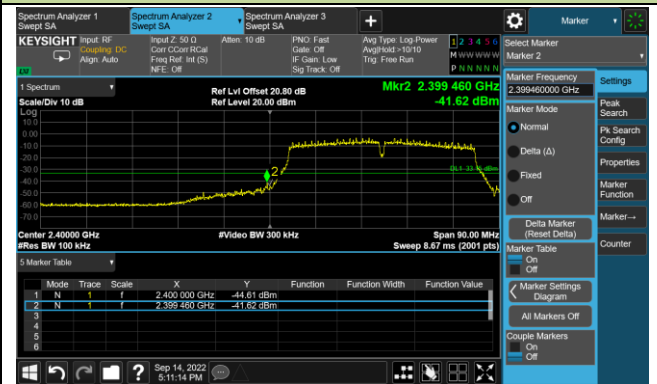 Spectrum Analyzer 1
Swept SA
Spectrum Analyzer 2
Swept SA
Spectrum Analyzer 3
Swept SA
+
Marker
KEYSIGHT
Input: RF
Coupling: DC
Align: Auto
Input Z: 50 Ω
Corr CCorr RCal
Freq Ref: Int (S)
NFE: Off
Atten: 10 dB
PNO: Fast
Gate: Off
IF Gain: Low
Sig Track: Off
Avg Type: Log-Power
Avg|Hold:>10/10
Trig: Free Run
1 2 3 4 5 6
M W W W W W
P N N N N N
LXI
1 Spectrum
Scale/Div 10 dB
Log
Ref Lvl Offset 20.80 dB
Ref Level 20.00 dBm
Mkr2 2.399 460 GHz
-41.62 dBm
10.0
0.00
-10.0
-20.0
-30.0
-40.0
-50.0
-60.0
-70.0
2
Center 2.40000 GHz
#Res BW 100 kHz
#Video BW 300 kHz
Span 90.00 MHz
Sweep 8.67 ms (2001 pts)
5 Marker Table
Mode Trace Scale X Y Function Function Width Function Value
1 N 1 f 2.400 000 GHz -44.61 dBm
2 N 1 f 2.399 460 GHz -41.62 dBm
3
4
5
6
? Sep 14, 2022
5:11:14 PM
Select Marker
Marker 2
Marker Frequency
2.399460000 GHz
Marker Mode
Normal
Delta (Δ)
Fixed
Off
Delta Marker
(Reset Delta)
Marker Table
On
Off
Marker Settings
Diagram
All Markers Off
Couple Markers
On
Off
Settings
Peak
Search
Pk Search
Config
Properties
Marker
Function
Marker→
Counter